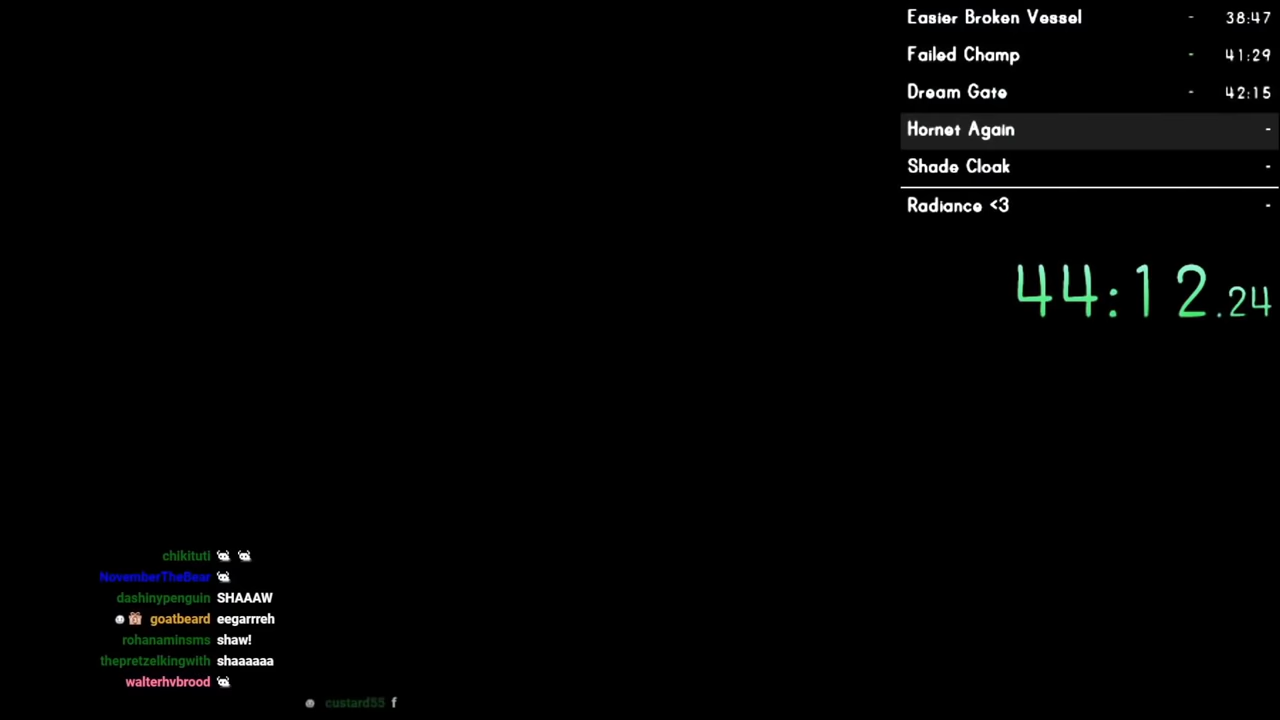 Easier Broken Vessel - 38:47
Failed Champ - 41:29
Dream Gate - 42:15
Hornet Again -
Shade Cloak -
Radiance <3 -
44:12.24
chikituti
NovemberTheBear
dashinypenguin SHAAAW
goatbeard eegarrreh
rohanaminsms shaw!
thepretzelkingwith shaaaaaa
walterhvbrood
custard55 f